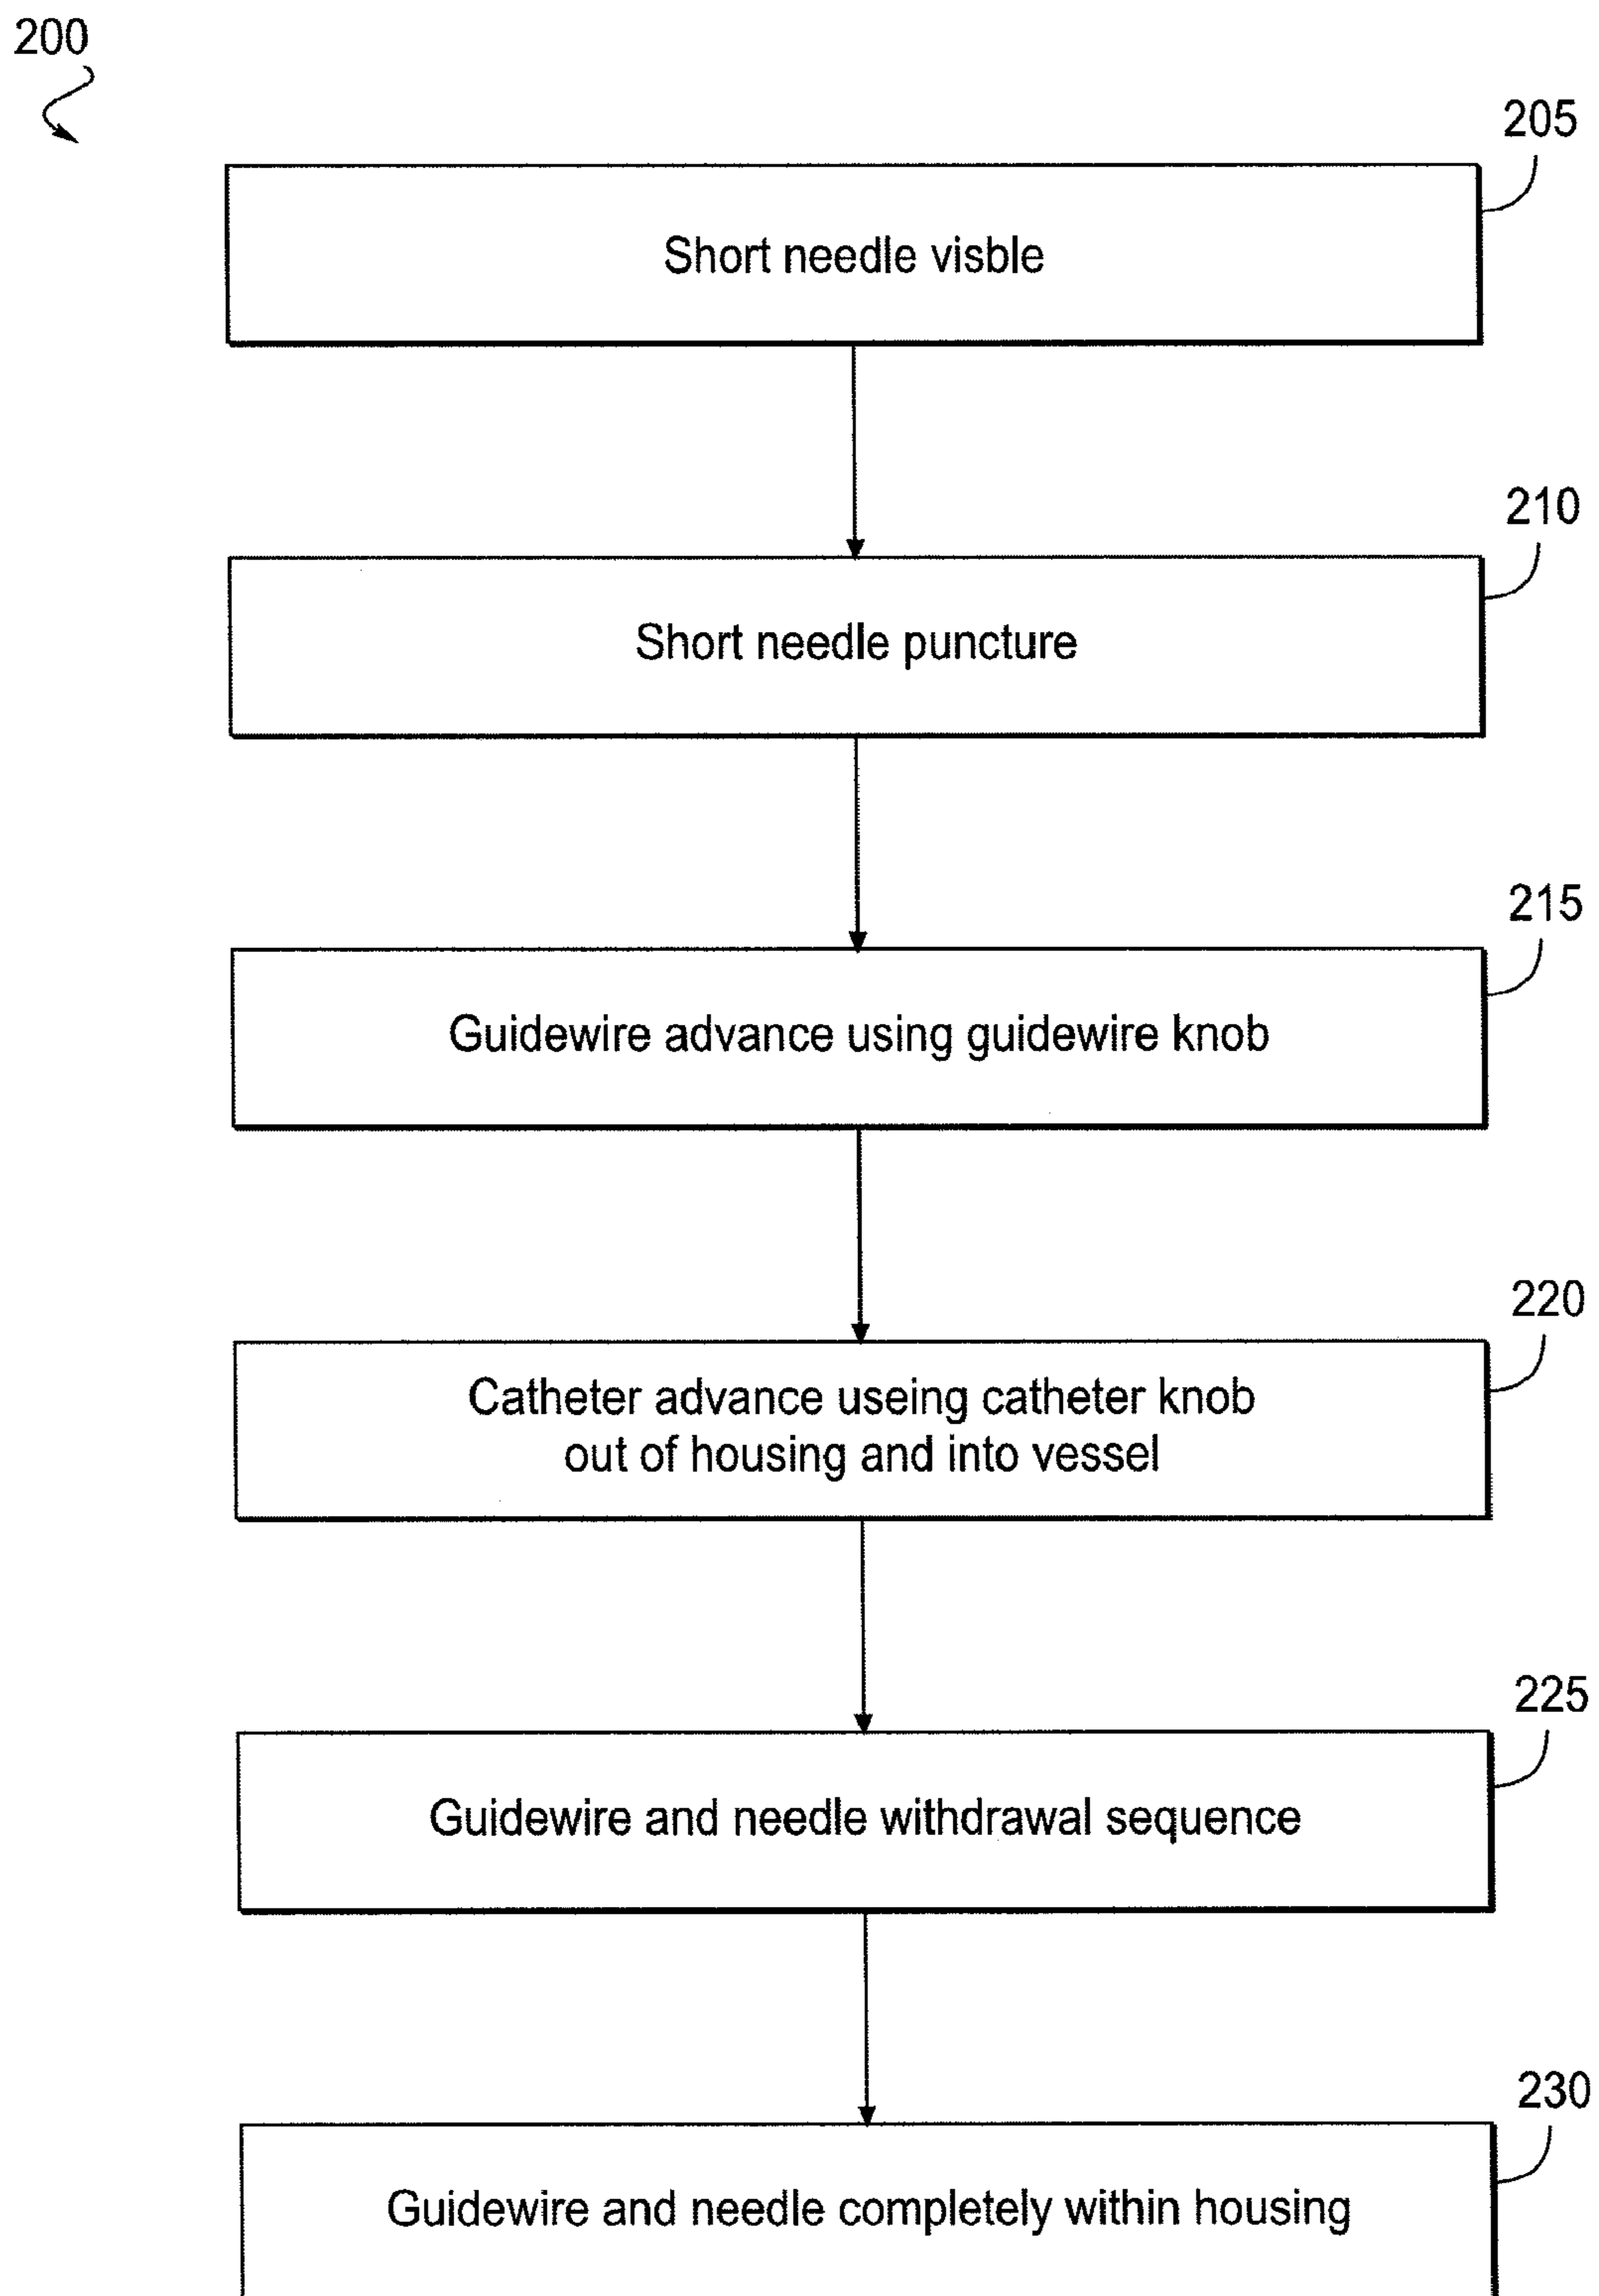 200
205
Short needle visble
210
Short needle puncture
215
Guidewire advance using guidewire knob
220
Catheter advance useing catheter knob
out of housing and into vessel
225
Guidewire and needle withdrawal sequence
230
Guidewire and needle completely within housing